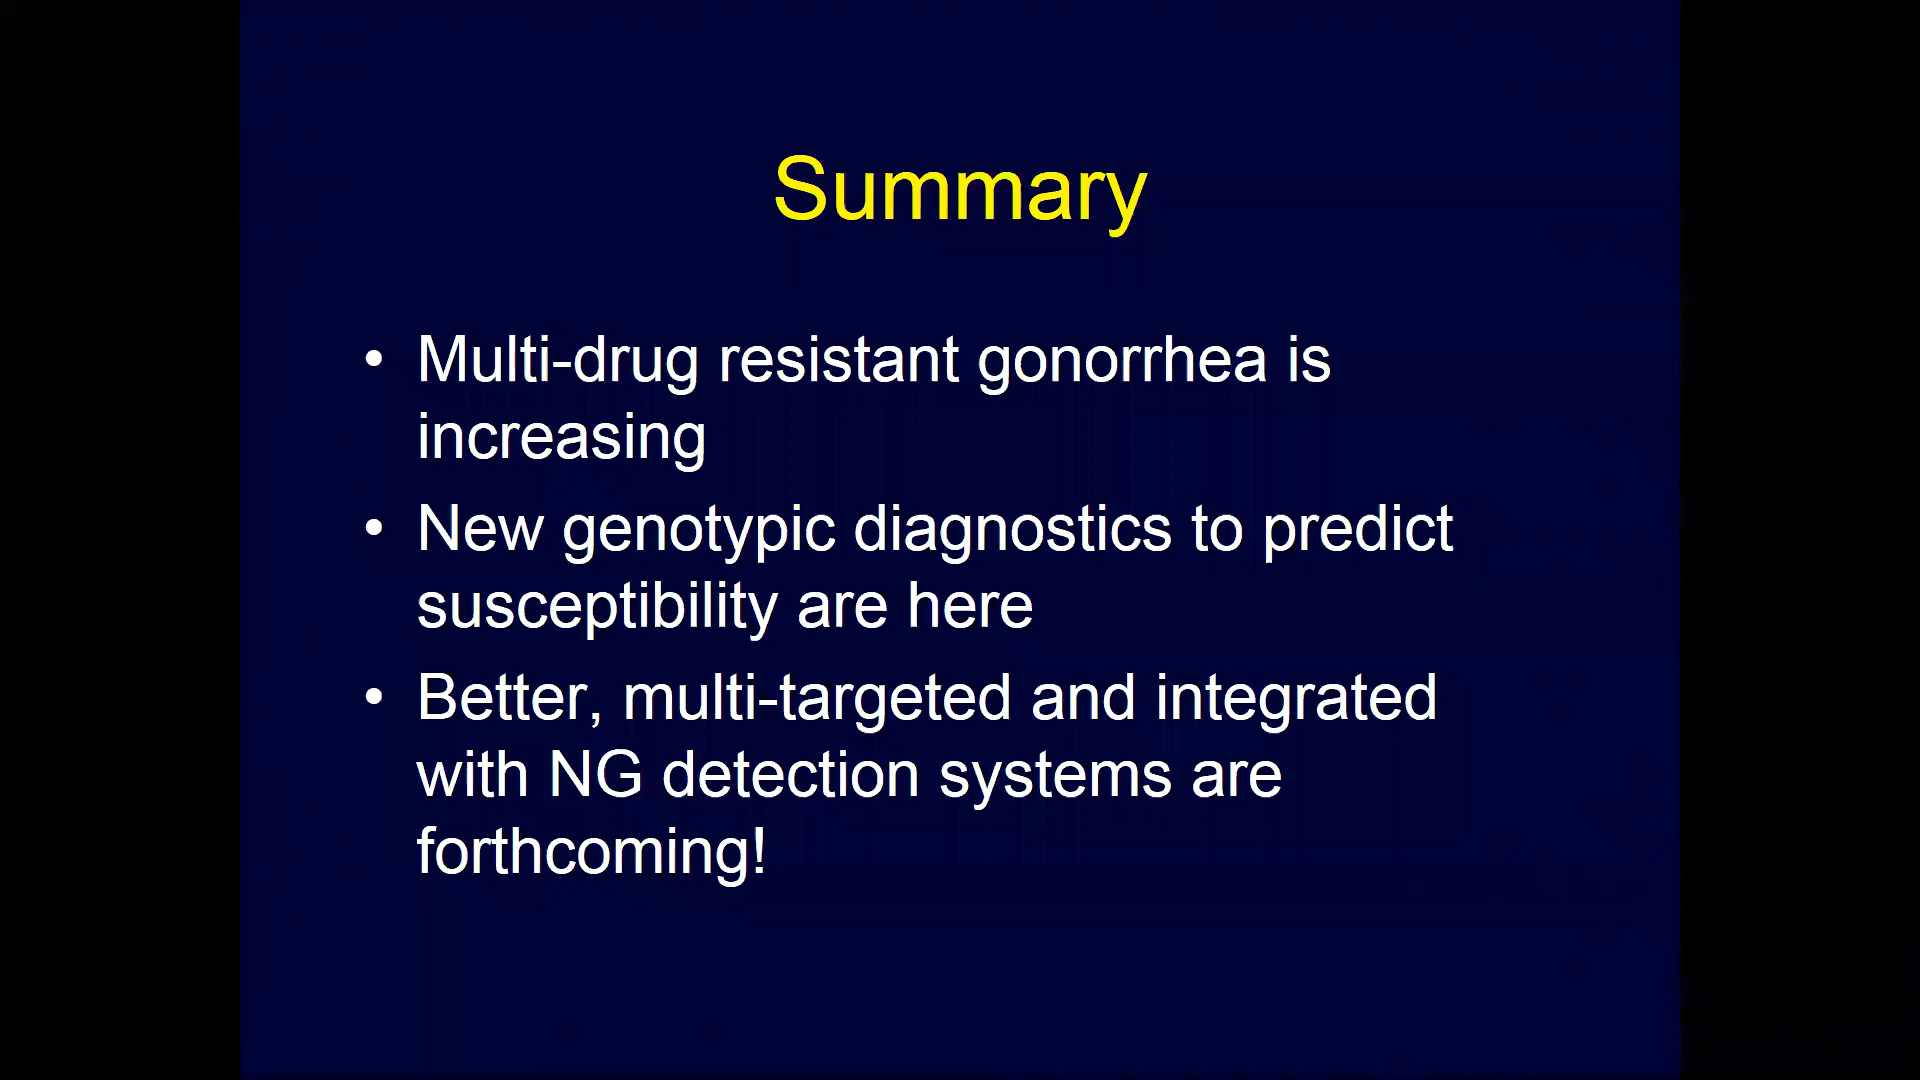 Summary
• Multi-drug resistant gonorrhea is
increasing
• New genotypic diagnostics to predict
susceptibility are here
• Better, multi-targeted and integrated
with NG detection systems are
forthcoming!